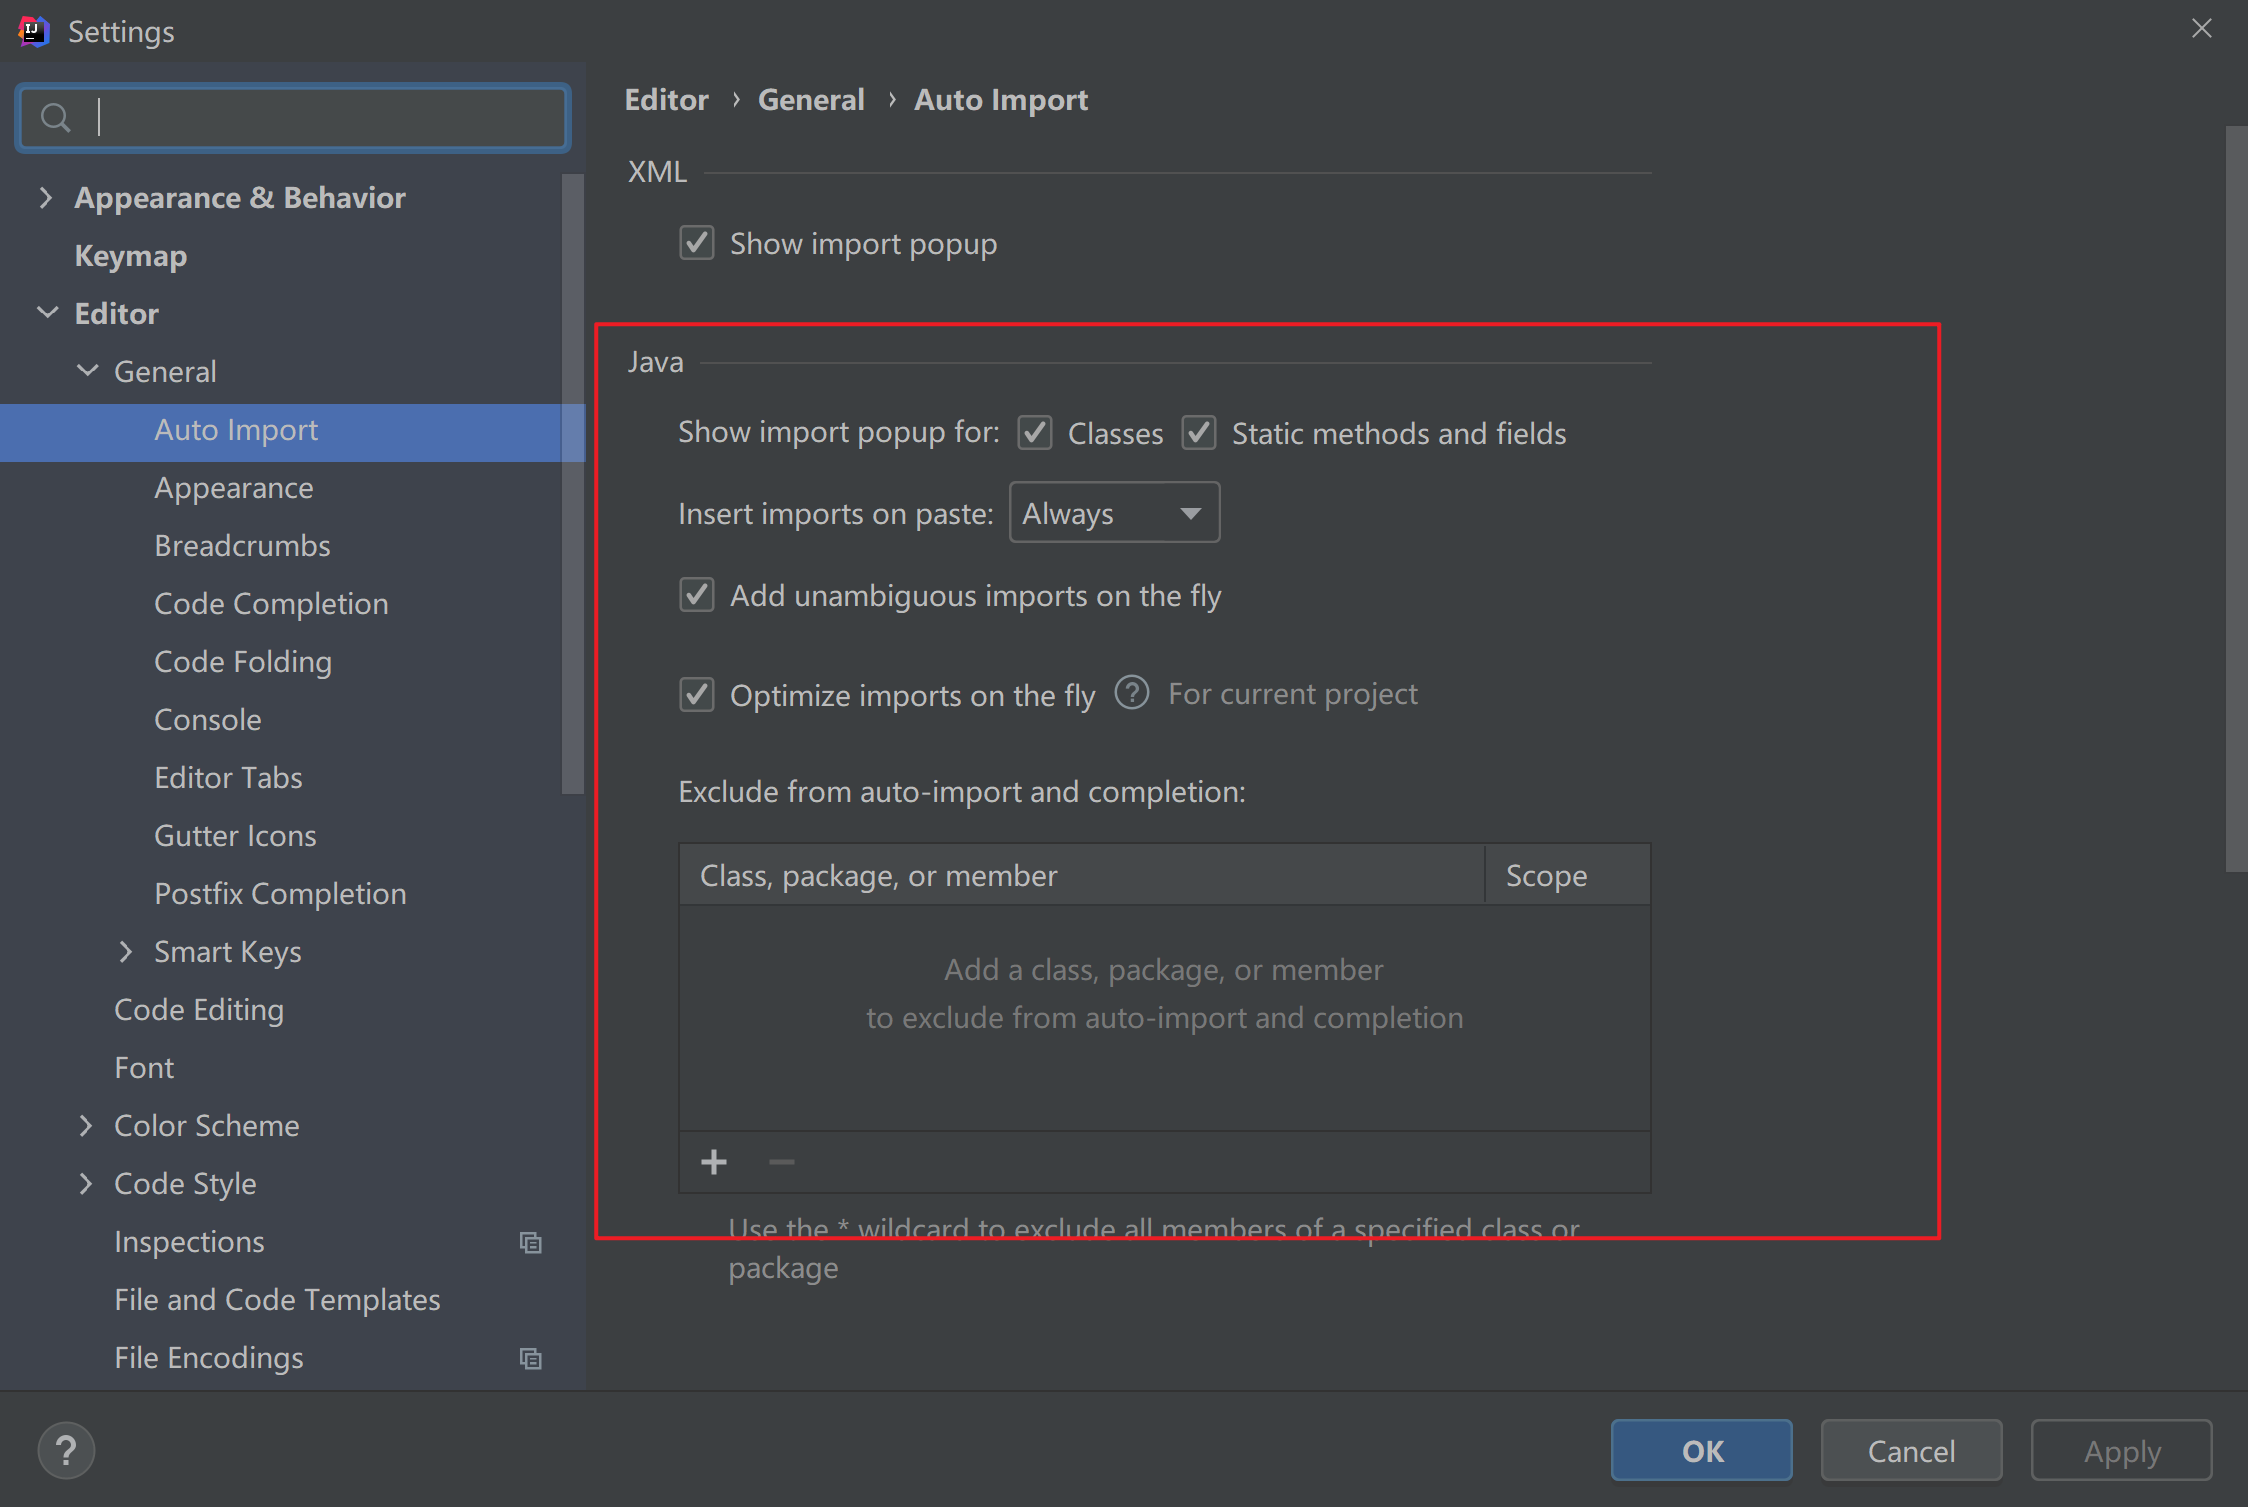 Settings
Appearance & Behavior
Keymap
Editor
General
Auto Import
Appearance
Breadcrumbs
Code Completion
Code Folding
Console
Editor Tabs
Gutter Icons
Postfix Completion
Smart Keys
Code Editing
Font
Color Scheme
Code Style
Inspections
File and Code Templates
File Encodings
Editor › General › Auto Import
XML
Show import popup
Java
Show import popup for: Classes Static methods and fields
Insert imports on paste: Always
Add unambiguous imports on the fly
Optimize imports on the fly ? For current project
Exclude from auto-import and completion:
Class, package, or member Scope
Add a class, package, or member
to exclude from auto-import and completion
Use the * wildcard to exclude all members of a specified class or
package
? OK Cancel Apply